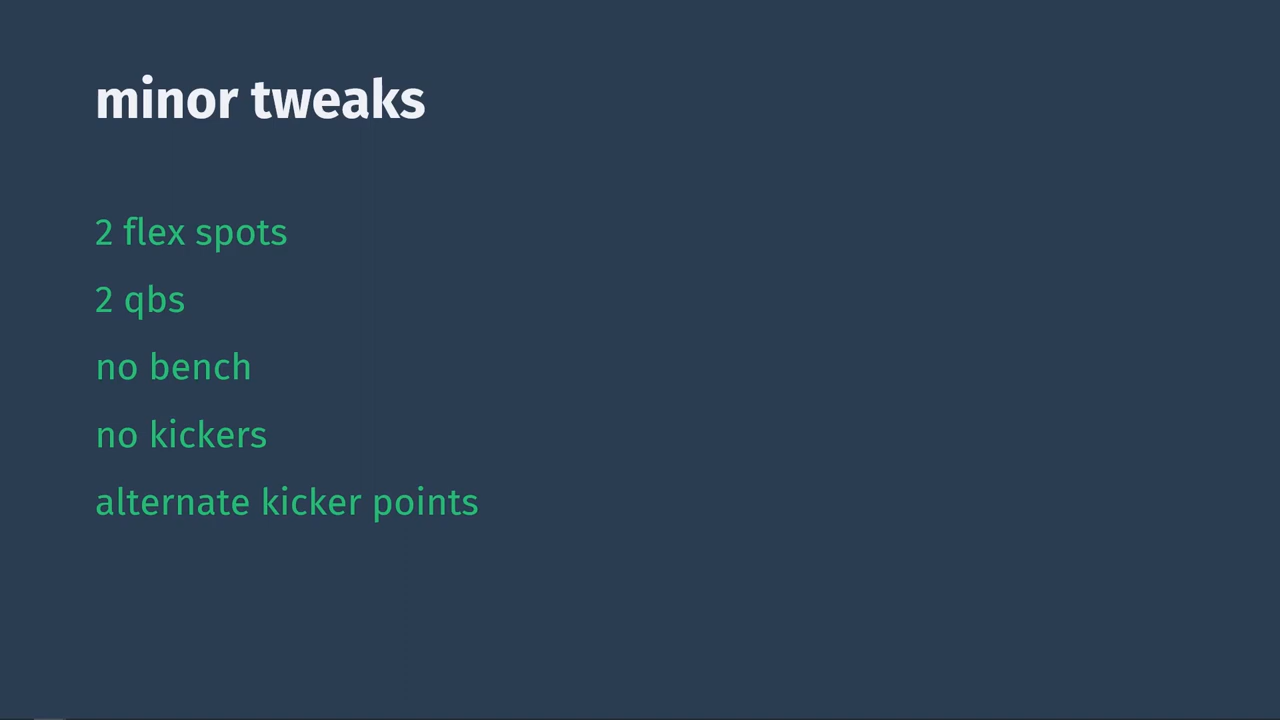 minor tweaks
2 flex spots
2 qbs
no bench
no kickers
alternate kicker points